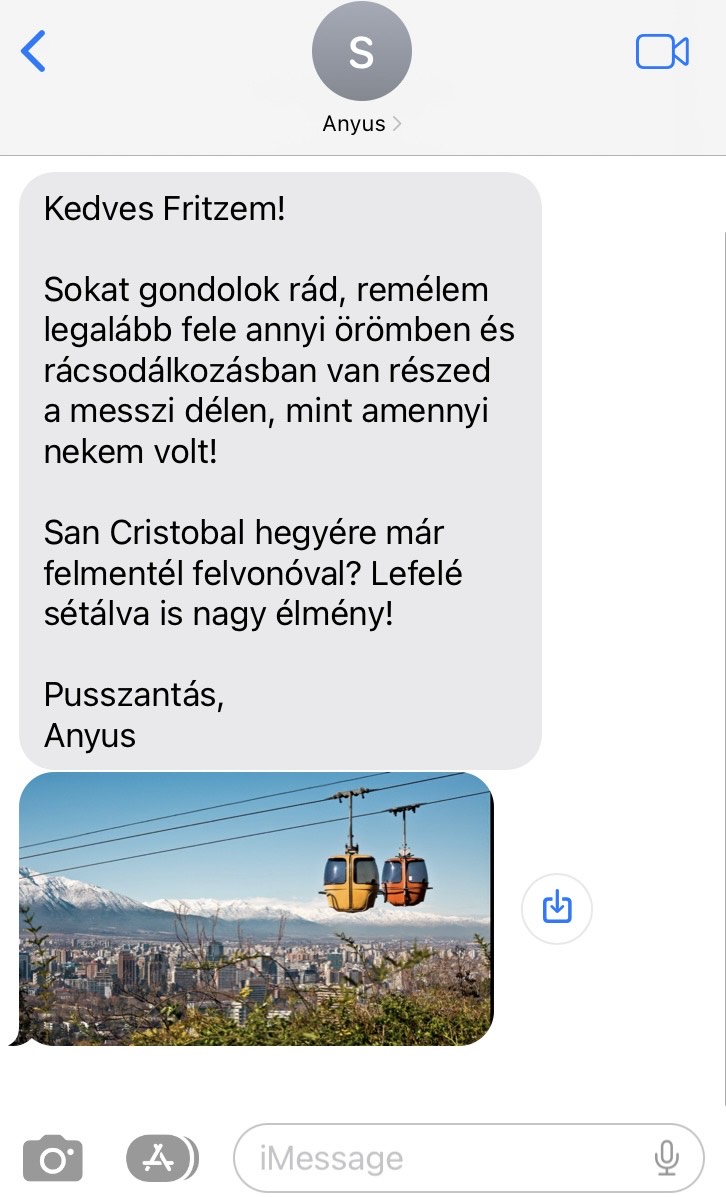 S
Anyus
Kedves Fritzem!
Sokat gondolok rád, remélem
legalább fele annyi örömben és
rácsodálkozásban van részed
a messzi délen, mint amennyi
nekem volt!
San Cristobal hegyére már
felmentél felvonóval? Lefelé
sétálva is nagy élmény!
Pusszantás,
Anyus
iMessage